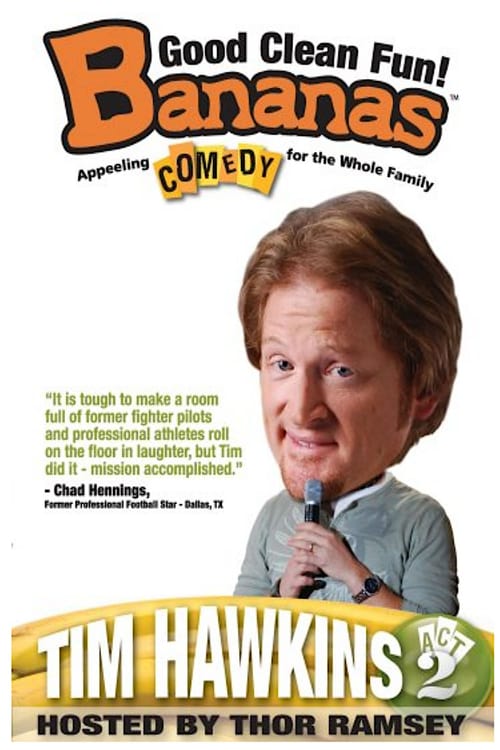 Good Clean Fun!
Bananas™
Appeeling COMEDY for the Whole Family
“It is tough to make a room
full of former fighter pilots
and professional athletes roll
on the floor in laughter, but Tim
did it - mission accomplished.”
- Chad Hennings,
Former Professional Football Star - Dallas, TX
TIM HAWKINS ACT 2
HOSTED BY THOR RAMSEY